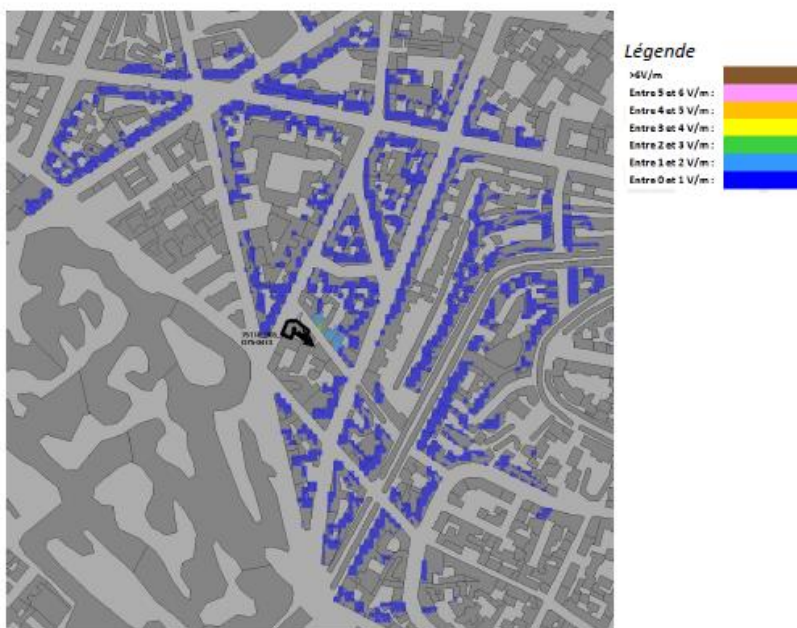 Légende
>6V/m
Entre 5 et 6 V/m :
Entre 4 et 5 V/m :
Entre 3 et 4 V/m :
Entre 2 et 3 V/m :
Entre 1 et 2 V/m :
Entre 0 et 1 V/m :